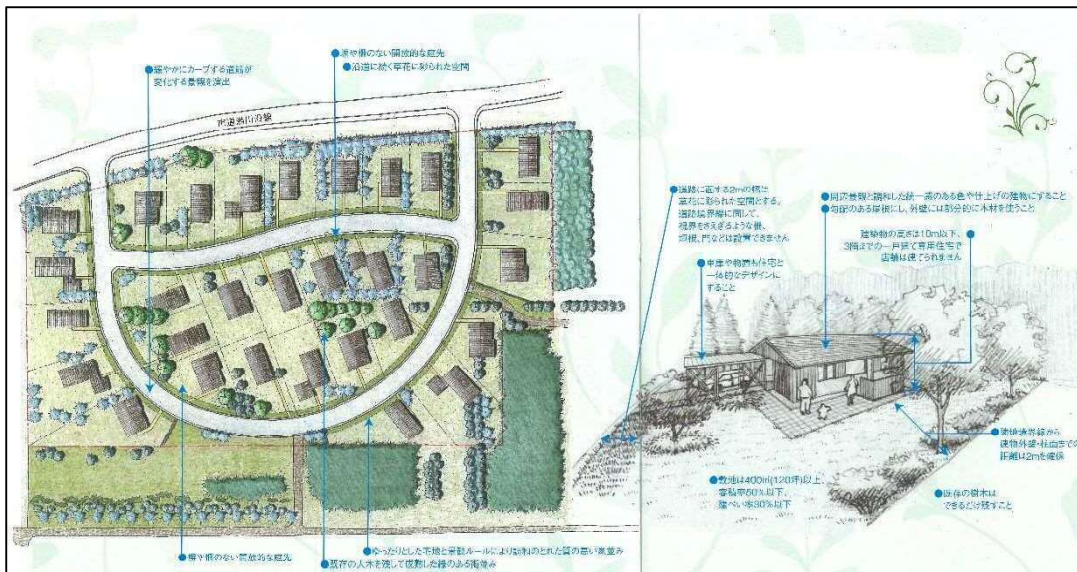 ●緩やかにカーブする道筋が
変化する景観を演出
●塀や柵のない開放的な庭先
●沿道に続く草花に彩られた空間
●塀や柵のない開放的な庭先
●ゆったりとした宅地と景観ルールにより調和のとれた質の高い街並み
●既存の大木を残して成熟した緑のある街並み
●道路に面する2mの幅は
草花に彩られた空間とする。
道路境界線に面して、
視界をさえぎるような柵、
垣根、門などは設置できません
●車庫や物置も住宅と
一体的なデザインに
すること
●周辺景観と調和した統一感のある色や仕上げの建物にすること
●勾配のある屋根にし、外壁には部分的に木材を使うこと
建築物の高さは10m以下、
3階までの一戸建て専用住宅で
店舗は建てられません
●隣地境界線から
建物外壁・柱面までの
距離は2mを確保
●敷地は400㎡(120坪)以上、
容積率50%以下、
建ぺい率30%以下
●既存の樹木は
できるだけ残すこと